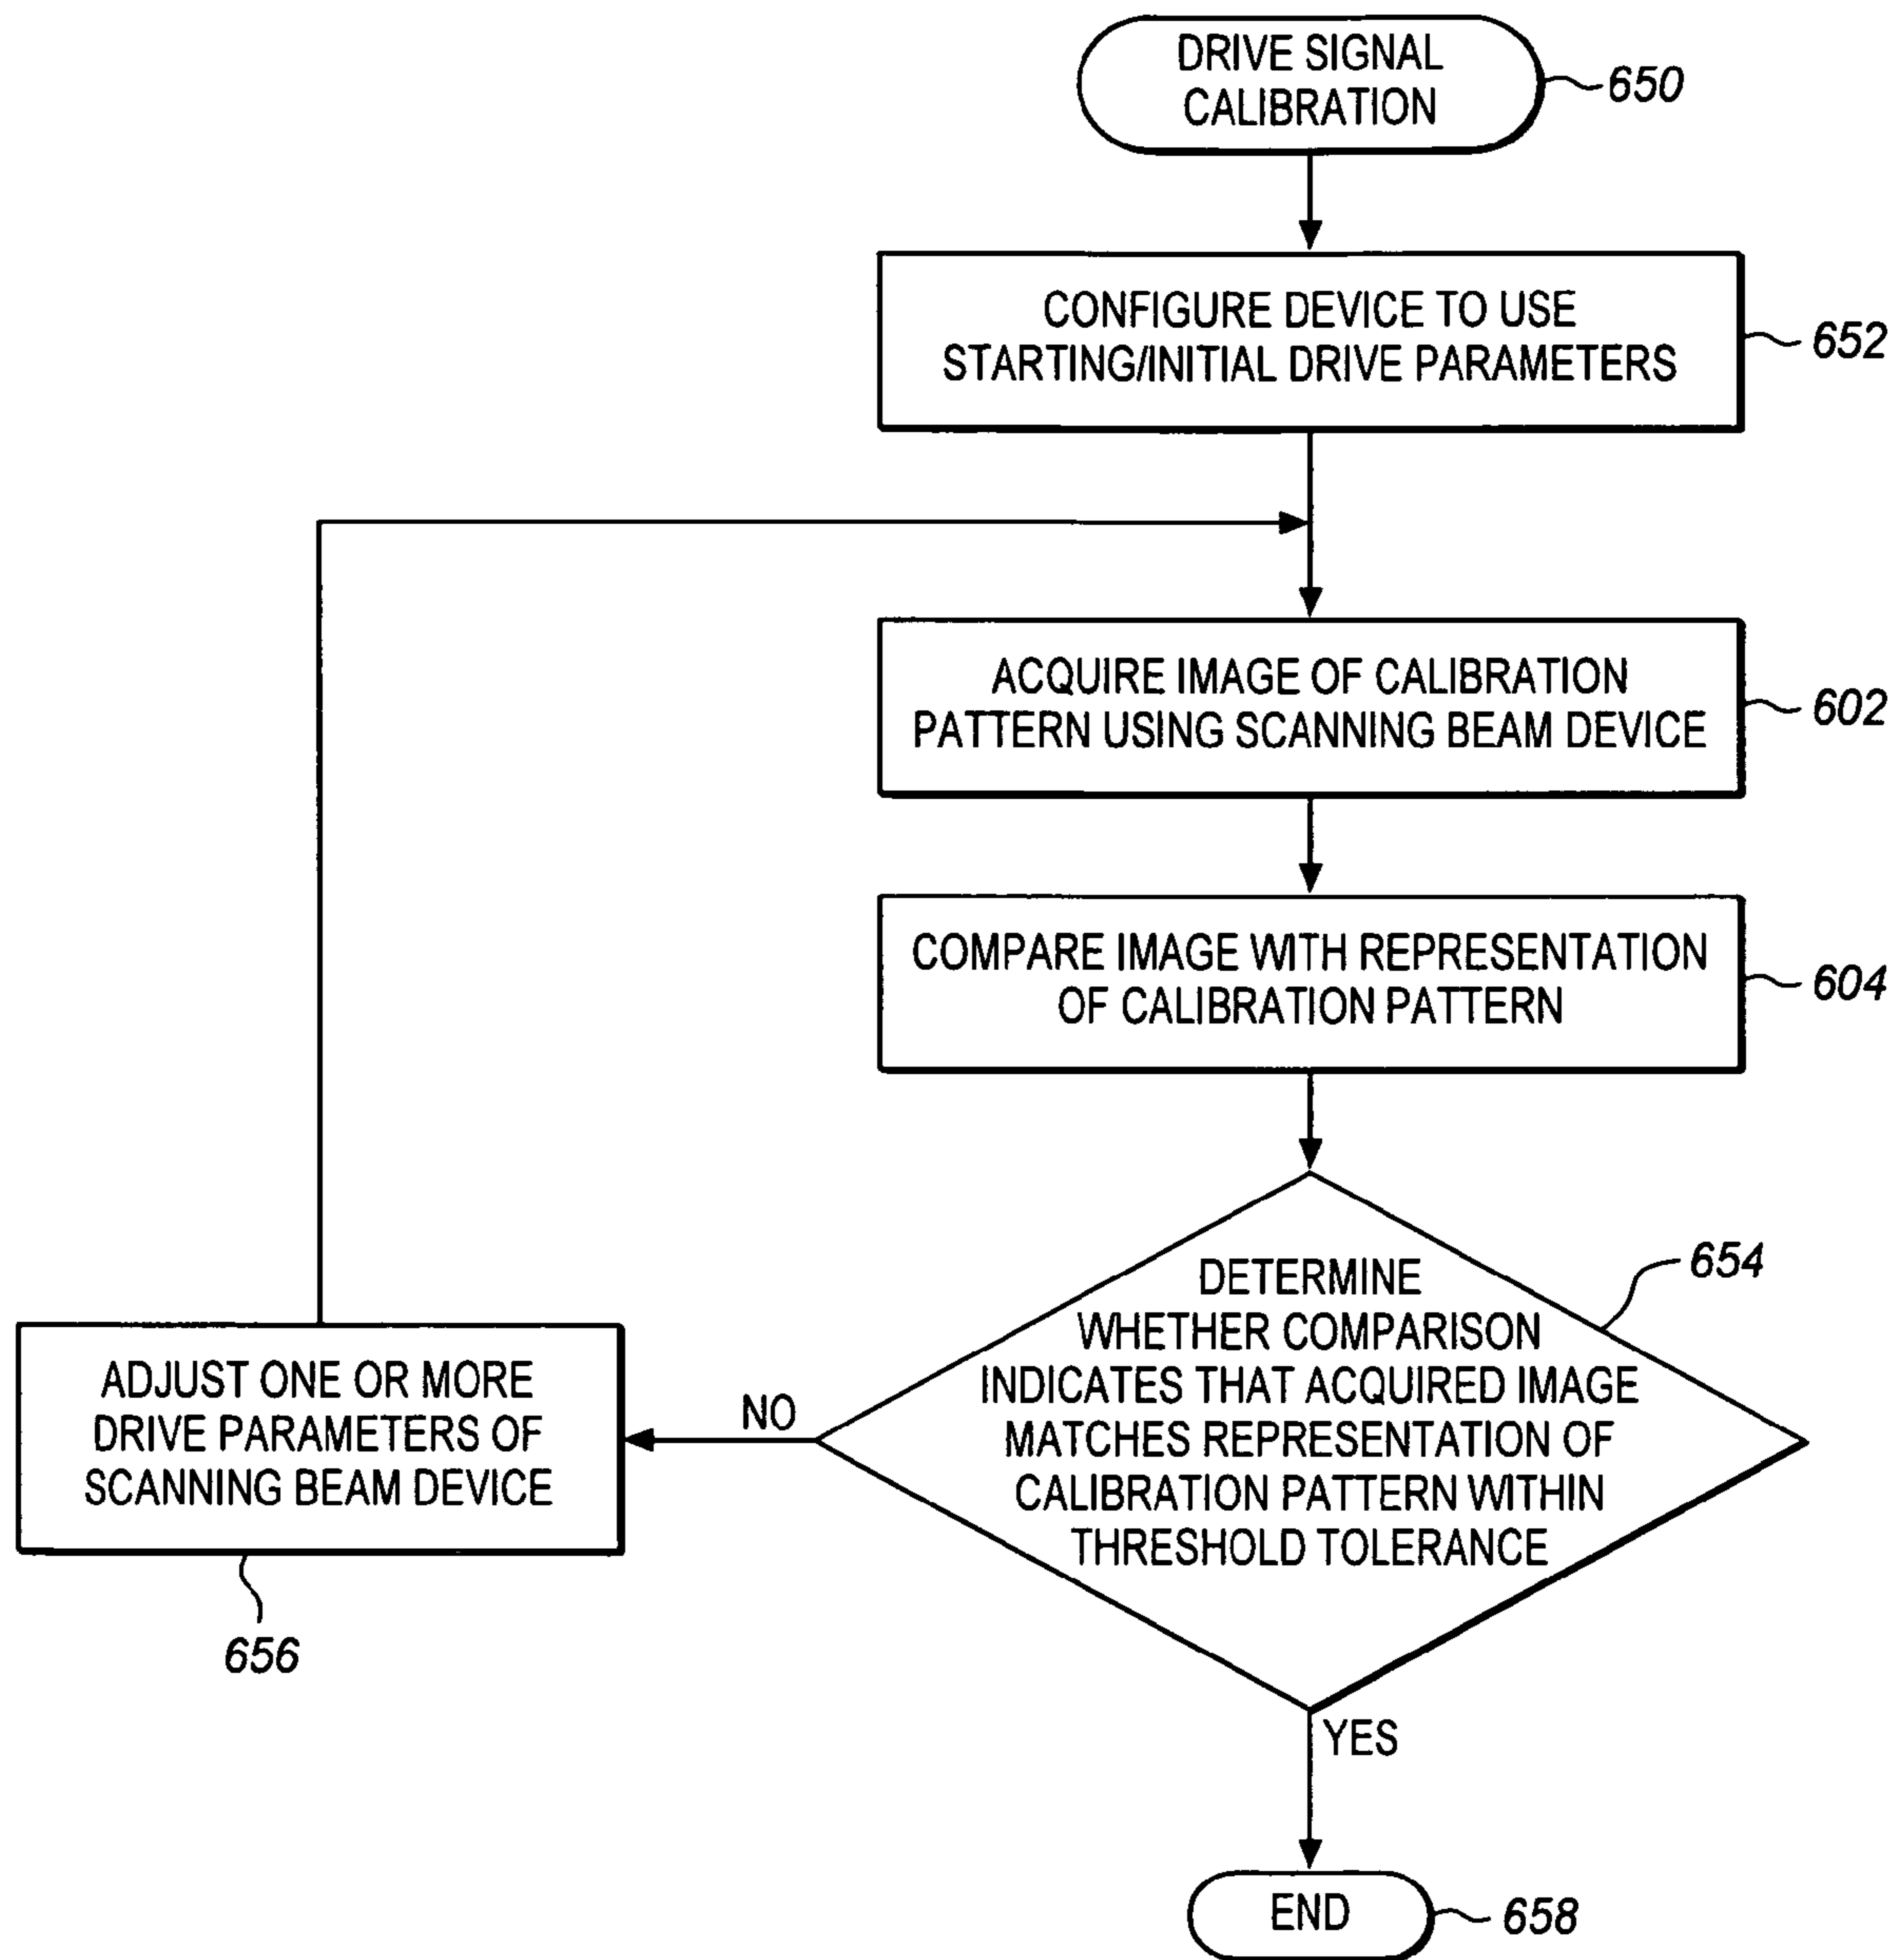 DRIVE SIGNAL
CALIBRATION
650
CONFIGURE DEVICE TO USE
STARTING/INITIAL DRIVE PARAMETERS
652
ACQUIRE IMAGE OF CALIBRATION
PATTERN USING SCANNING BEAM DEVICE
602
COMPARE IMAGE WITH REPRESENTATION
OF CALIBRATION PATTERN
604
DETERMINE
WHETHER COMPARISON
INDICATES THAT ACQUIRED IMAGE
MATCHES REPRESENTATION OF
CALIBRATION PATTERN WITHIN
THRESHOLD TOLERANCE
654
NO
ADJUST ONE OR MORE
DRIVE PARAMETERS OF
SCANNING BEAM DEVICE
656
YES
END
658